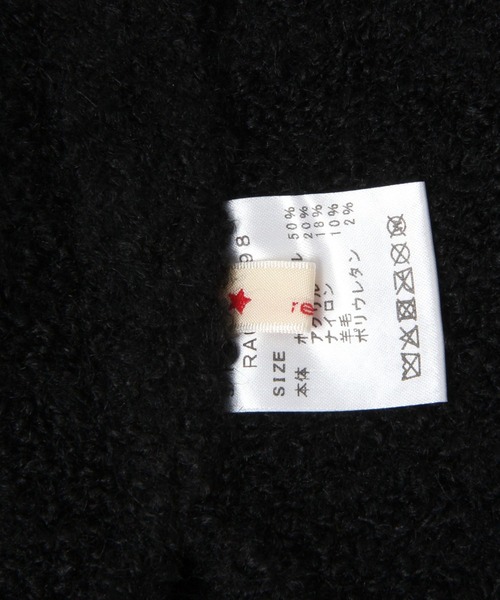 98
SIZE
本体 50%
アクリル 20%
ナイロン 18%
羊毛 10%
ポリウレタン 2%